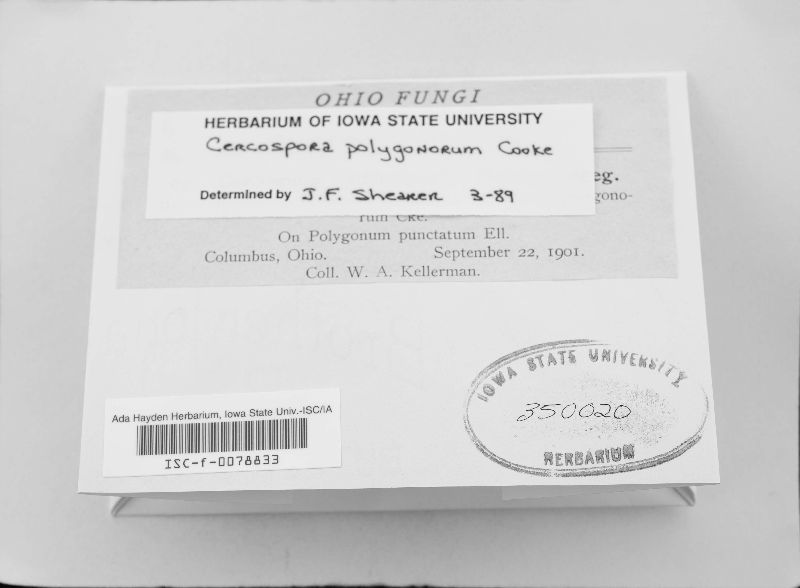 OHIO FUNGI
HERBARIUM OF IOWA STATE UNIVERSITY
Cercospora polygonorum Cooke
Determined by J.F. Shearer 3-89
eg.
gono-
rum Cke.
On Polygonum punctatum Ell.
Columbus, Ohio. September 22, 1901.
Coll. W. A. Kellerman.
Ada Hayden Herbarium, Iowa State Univ.-ISC/IA
ISC-f-0078833
IOWA STATE UNIVERSITY
350020
HERBARIUM